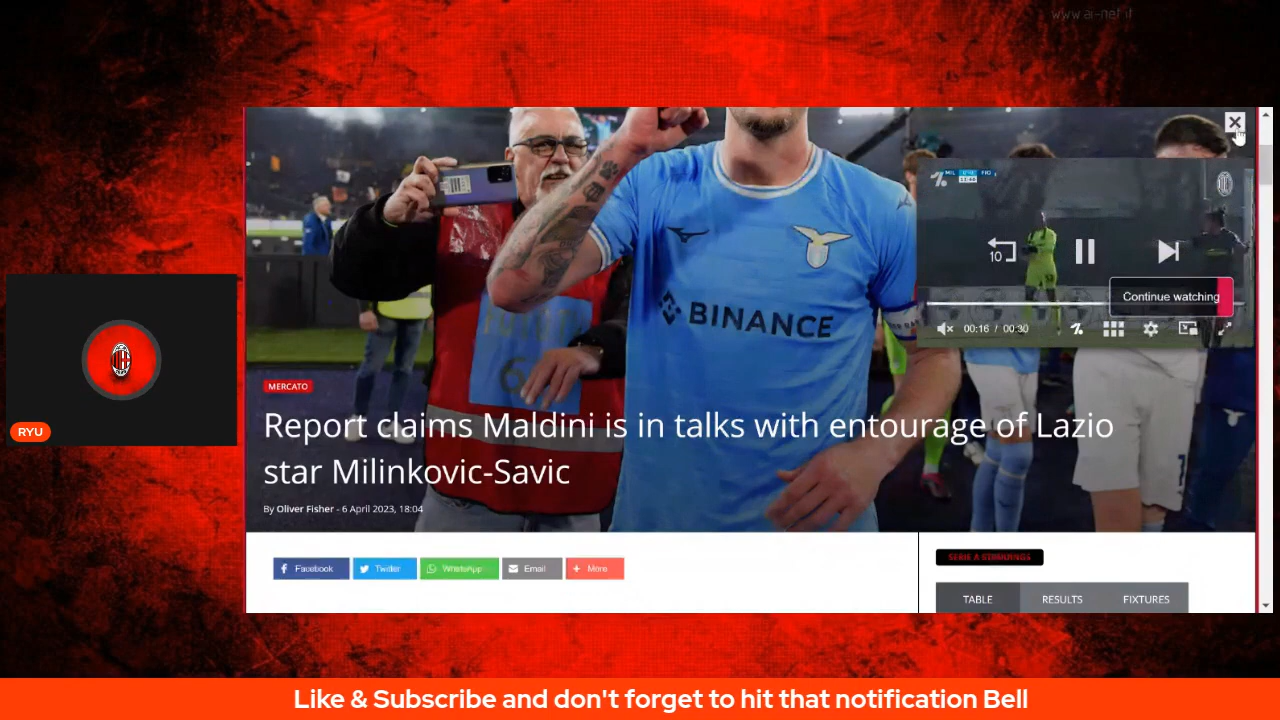 www.ai-net.it
BINANCE
10
Continue watching
00:16 / 00:30
MERCATO
Report claims Maldini is in talks with entourage of Lazio
star Milinkovic-Savic
By Oliver Fisher - 6 April 2023, 18:04
RYU
Facebook
Twitter
WhatsApp
Email
More
SERIE A STANDINGS
TABLE
RESULTS
FIXTURES
Like & Subscribe and don't forget to hit that notification Bell